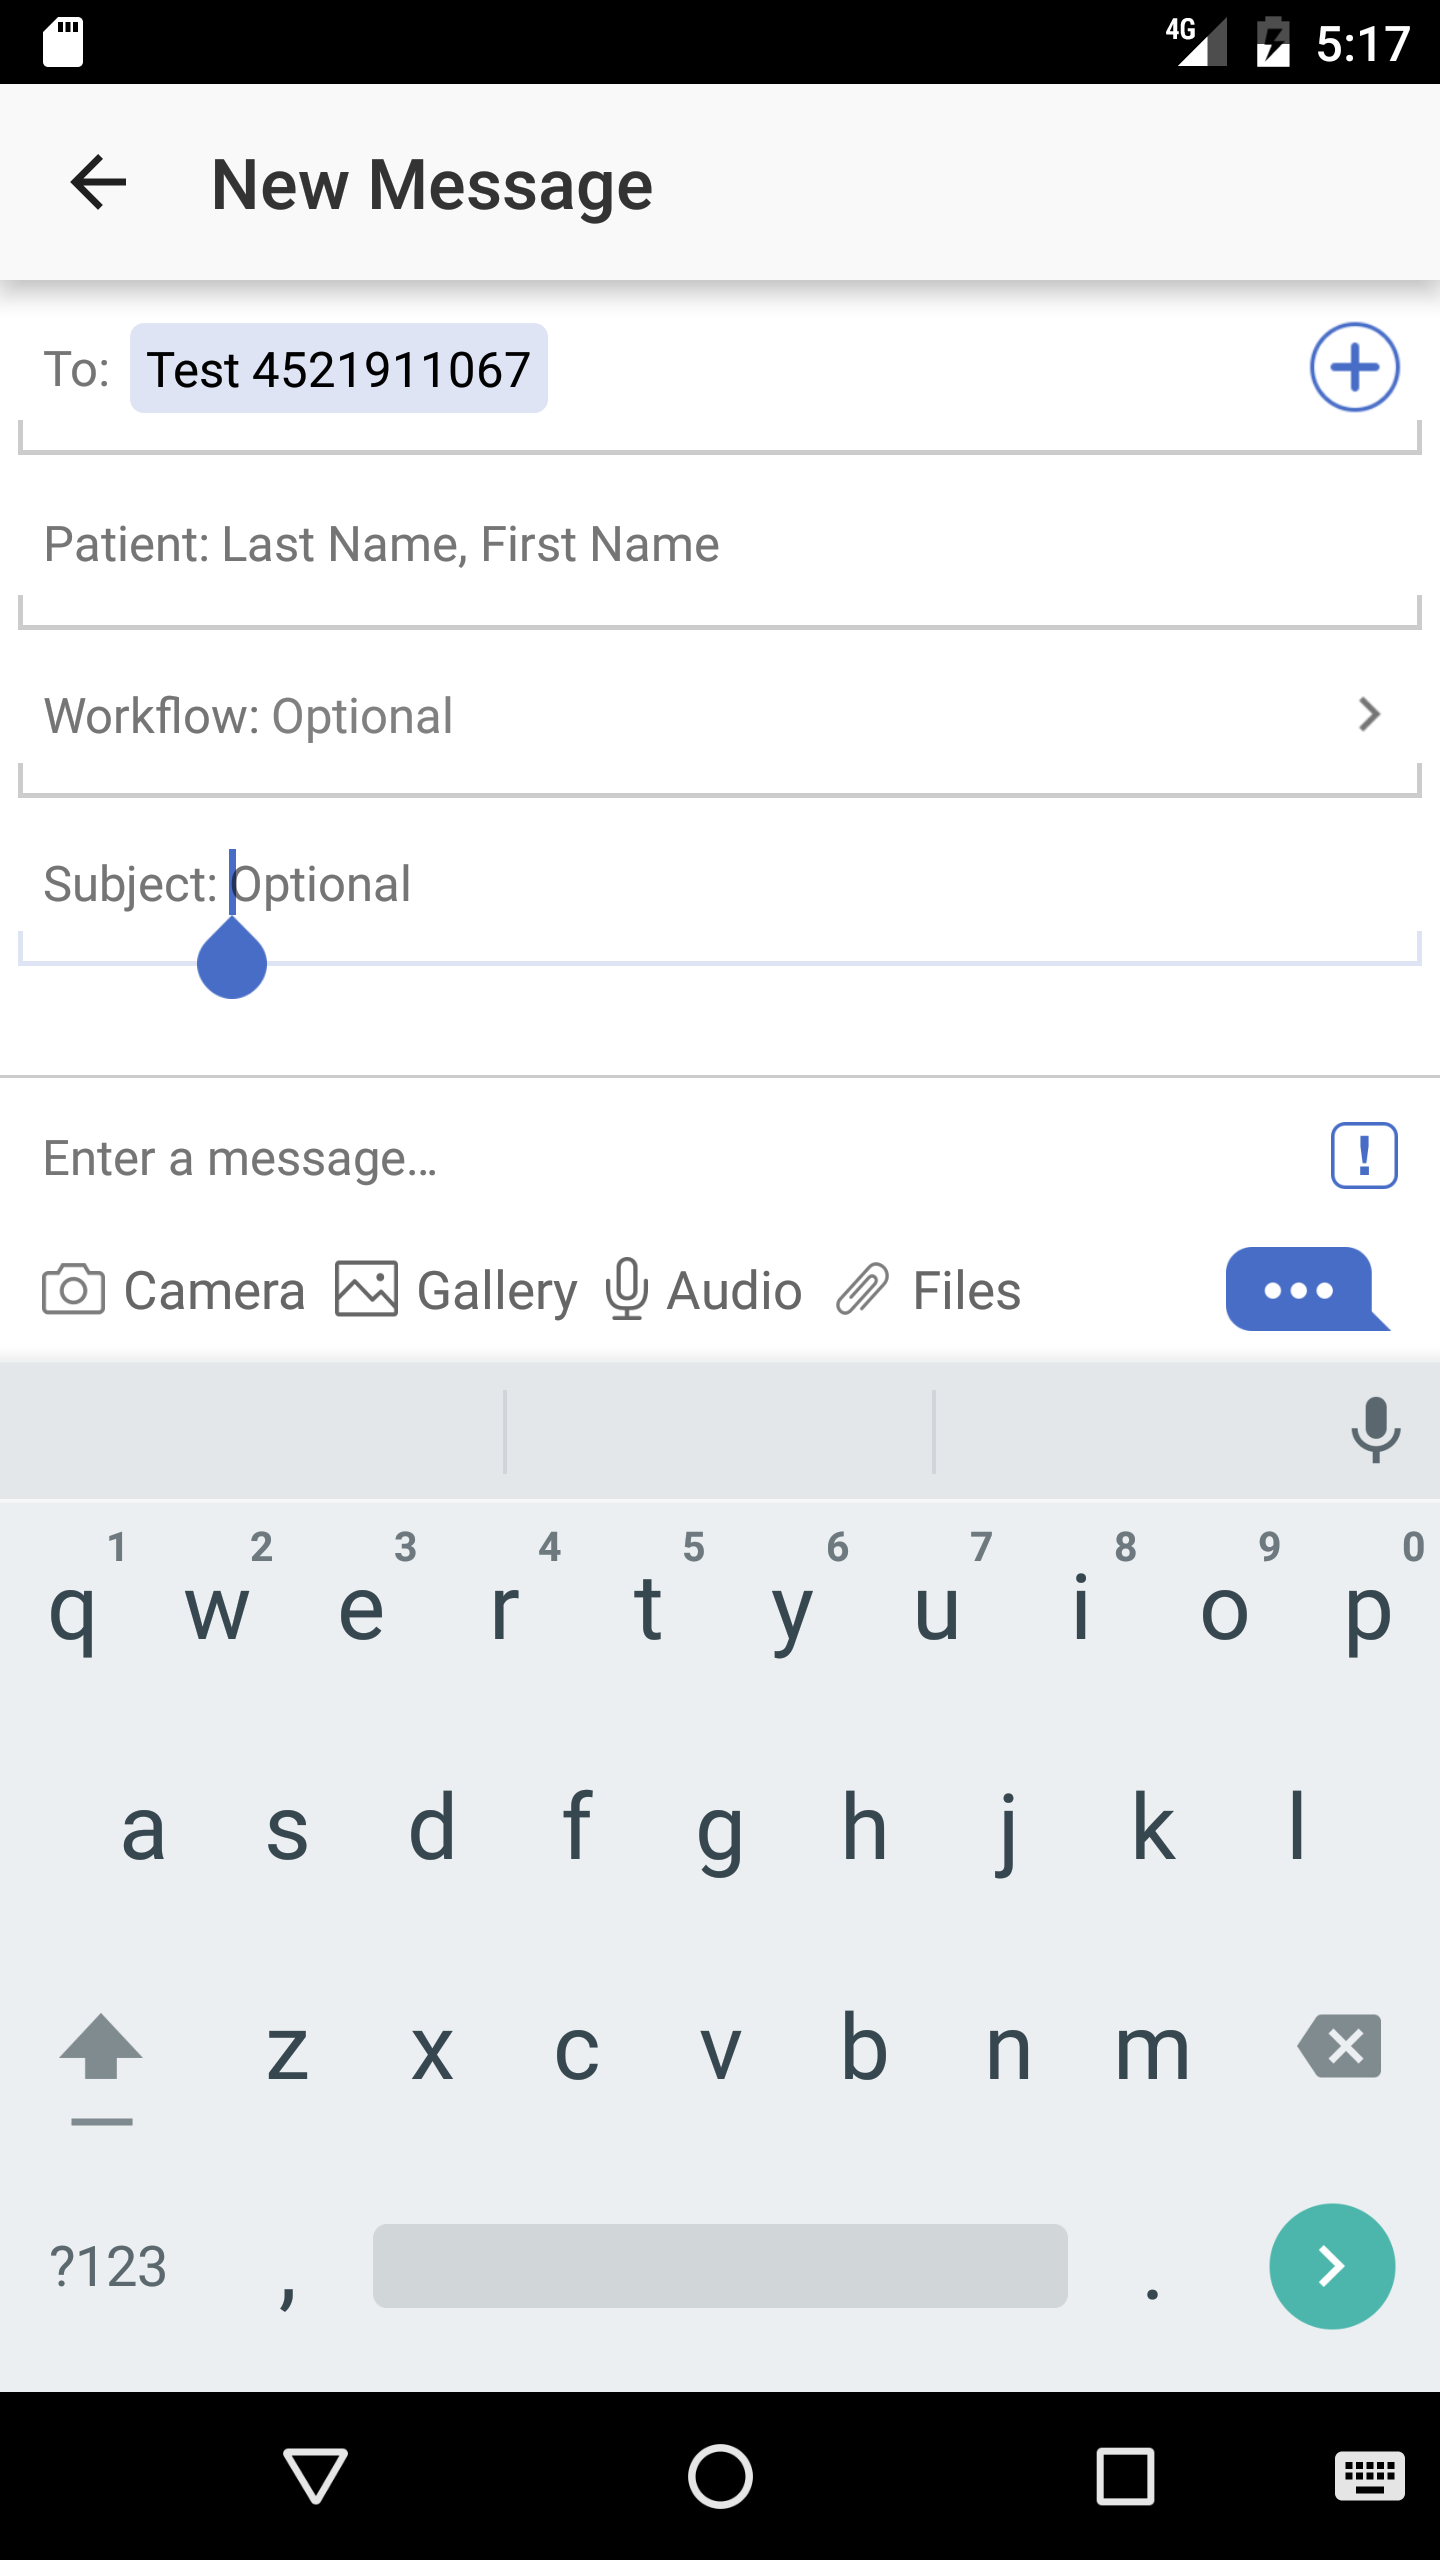 4G 5:17
New Message
To: Test 4521911067
Patient: Last Name, First Name
Workflow: Optional
Subject: Optional
Enter a message...
Camera Gallery Audio Files
1 2 3 4 5 6 7 8 9 0
q w e r t y u i o p
a s d f g h j k l
z x c v b n m
?123 , .